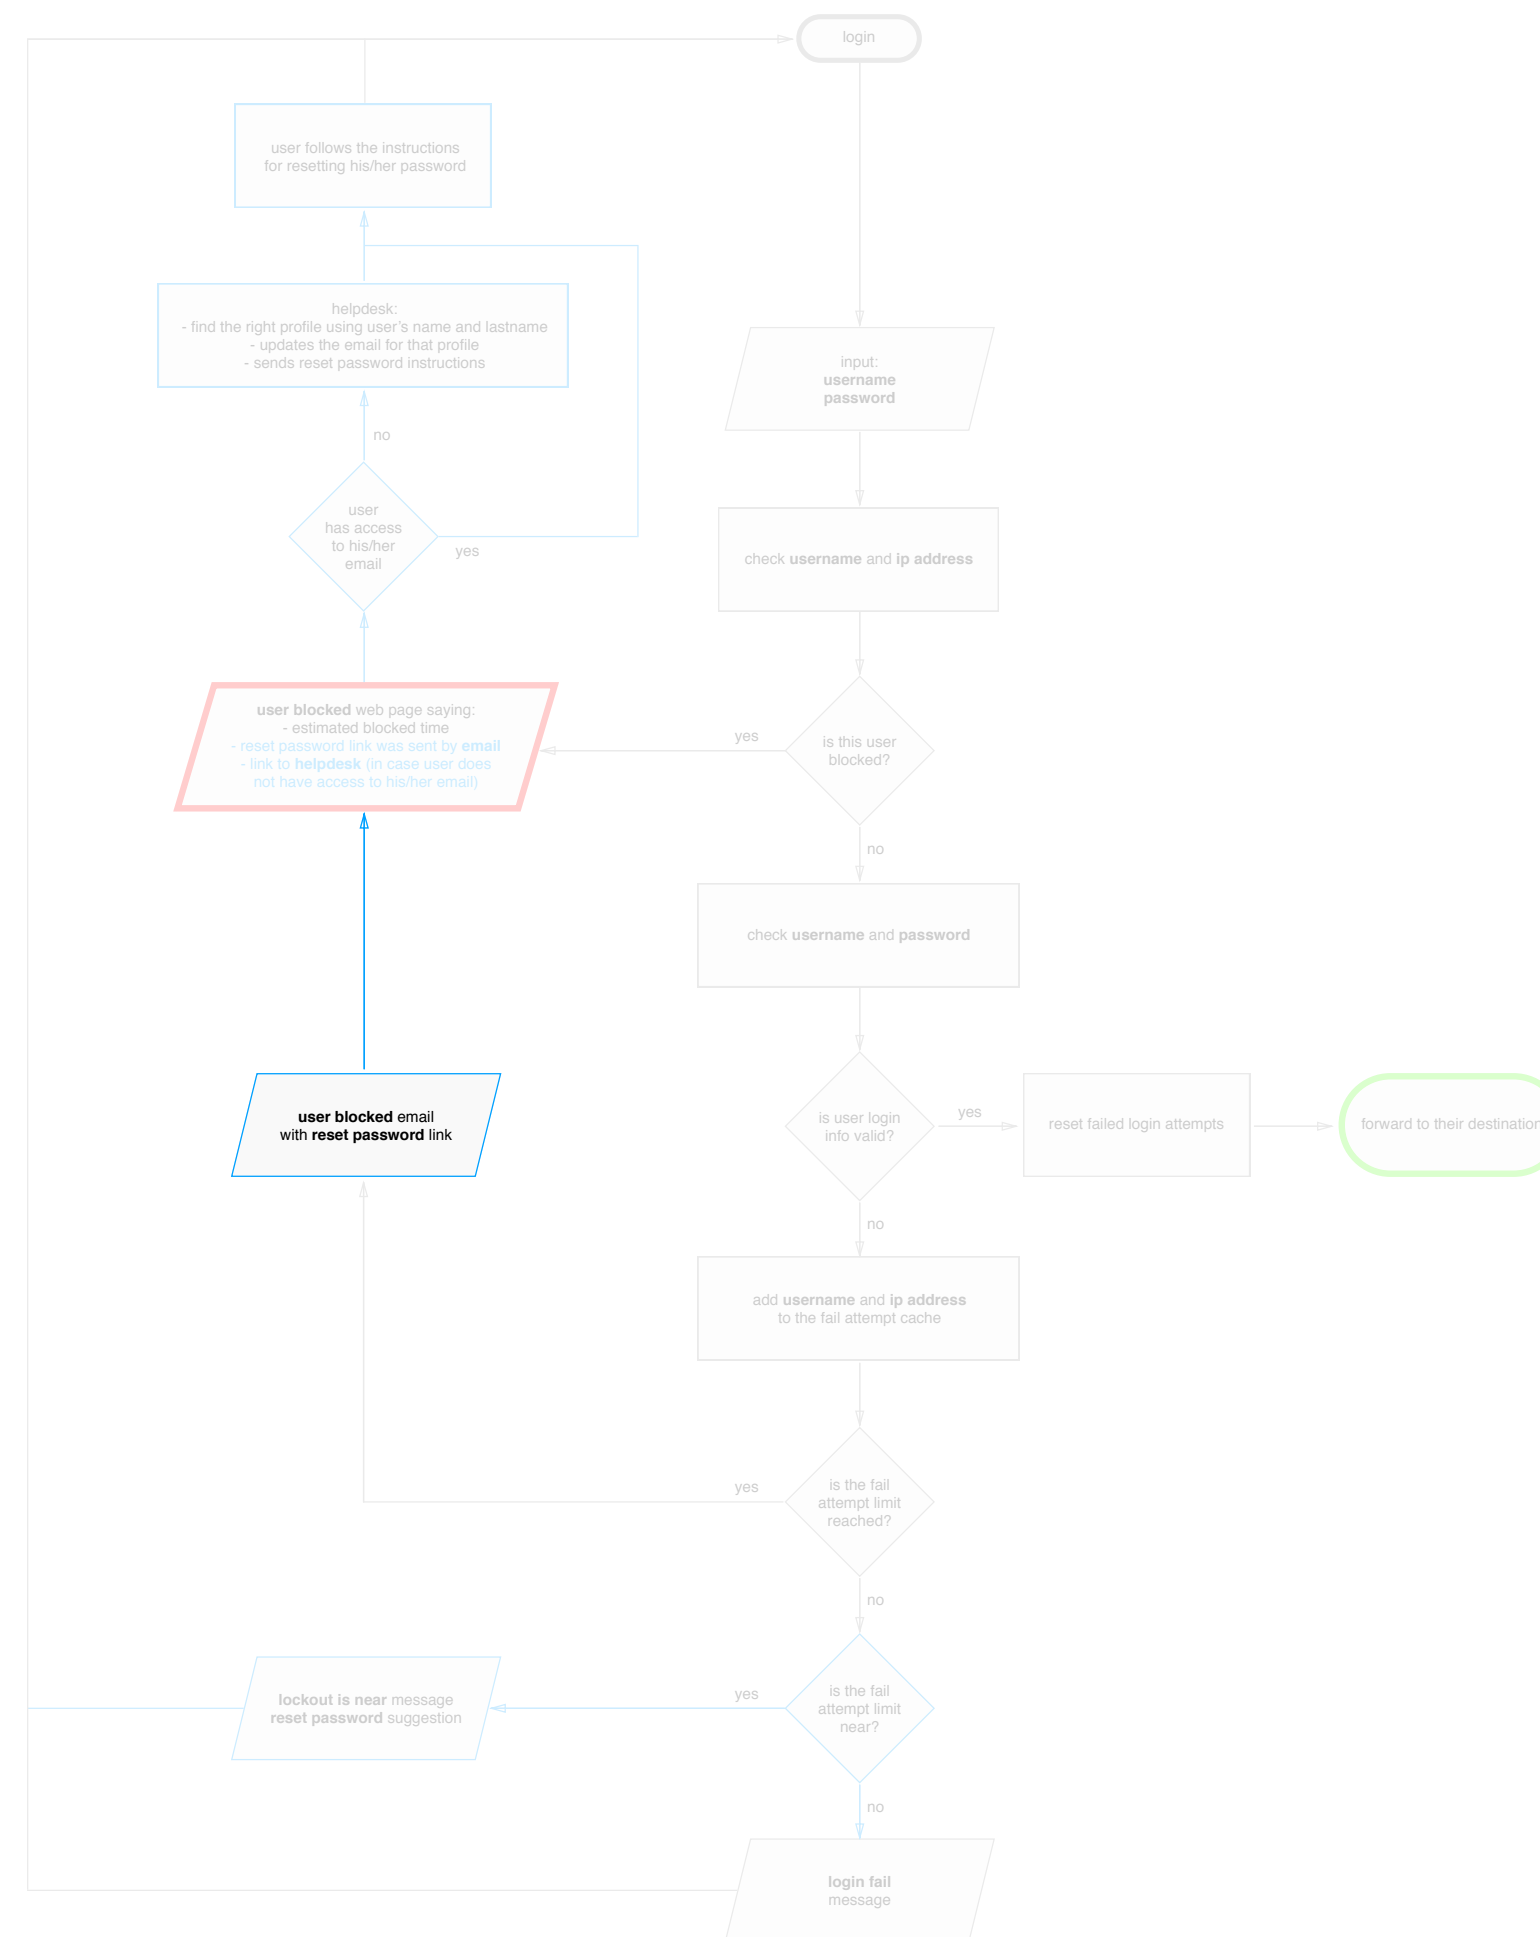 login
user follows the instructions
for resetting his/her password
helpdesk:
- find the right profile using user's name and lastname
- updates the email for that profile
- sends reset password instructions
input:
username
password
no
user
has access
to his/her
email
yes
check username and ip address
user blocked web page saying:
- estimated blocked time
- reset password link was sent by email
- link to helpdesk (in case user does
not have access to his/her email)
yes
is this user
blocked?
no
check username and password
user blocked email
with reset password link
is user login
info valid?
yes
reset failed login attempts
forward to their destination
no
add username and ip address
to the fail attempt cache
yes
is the fail
attempt limit
reached?
no
lockout is near message
reset password suggestion
yes
is the fail
attempt limit
near?
no
login fail
message